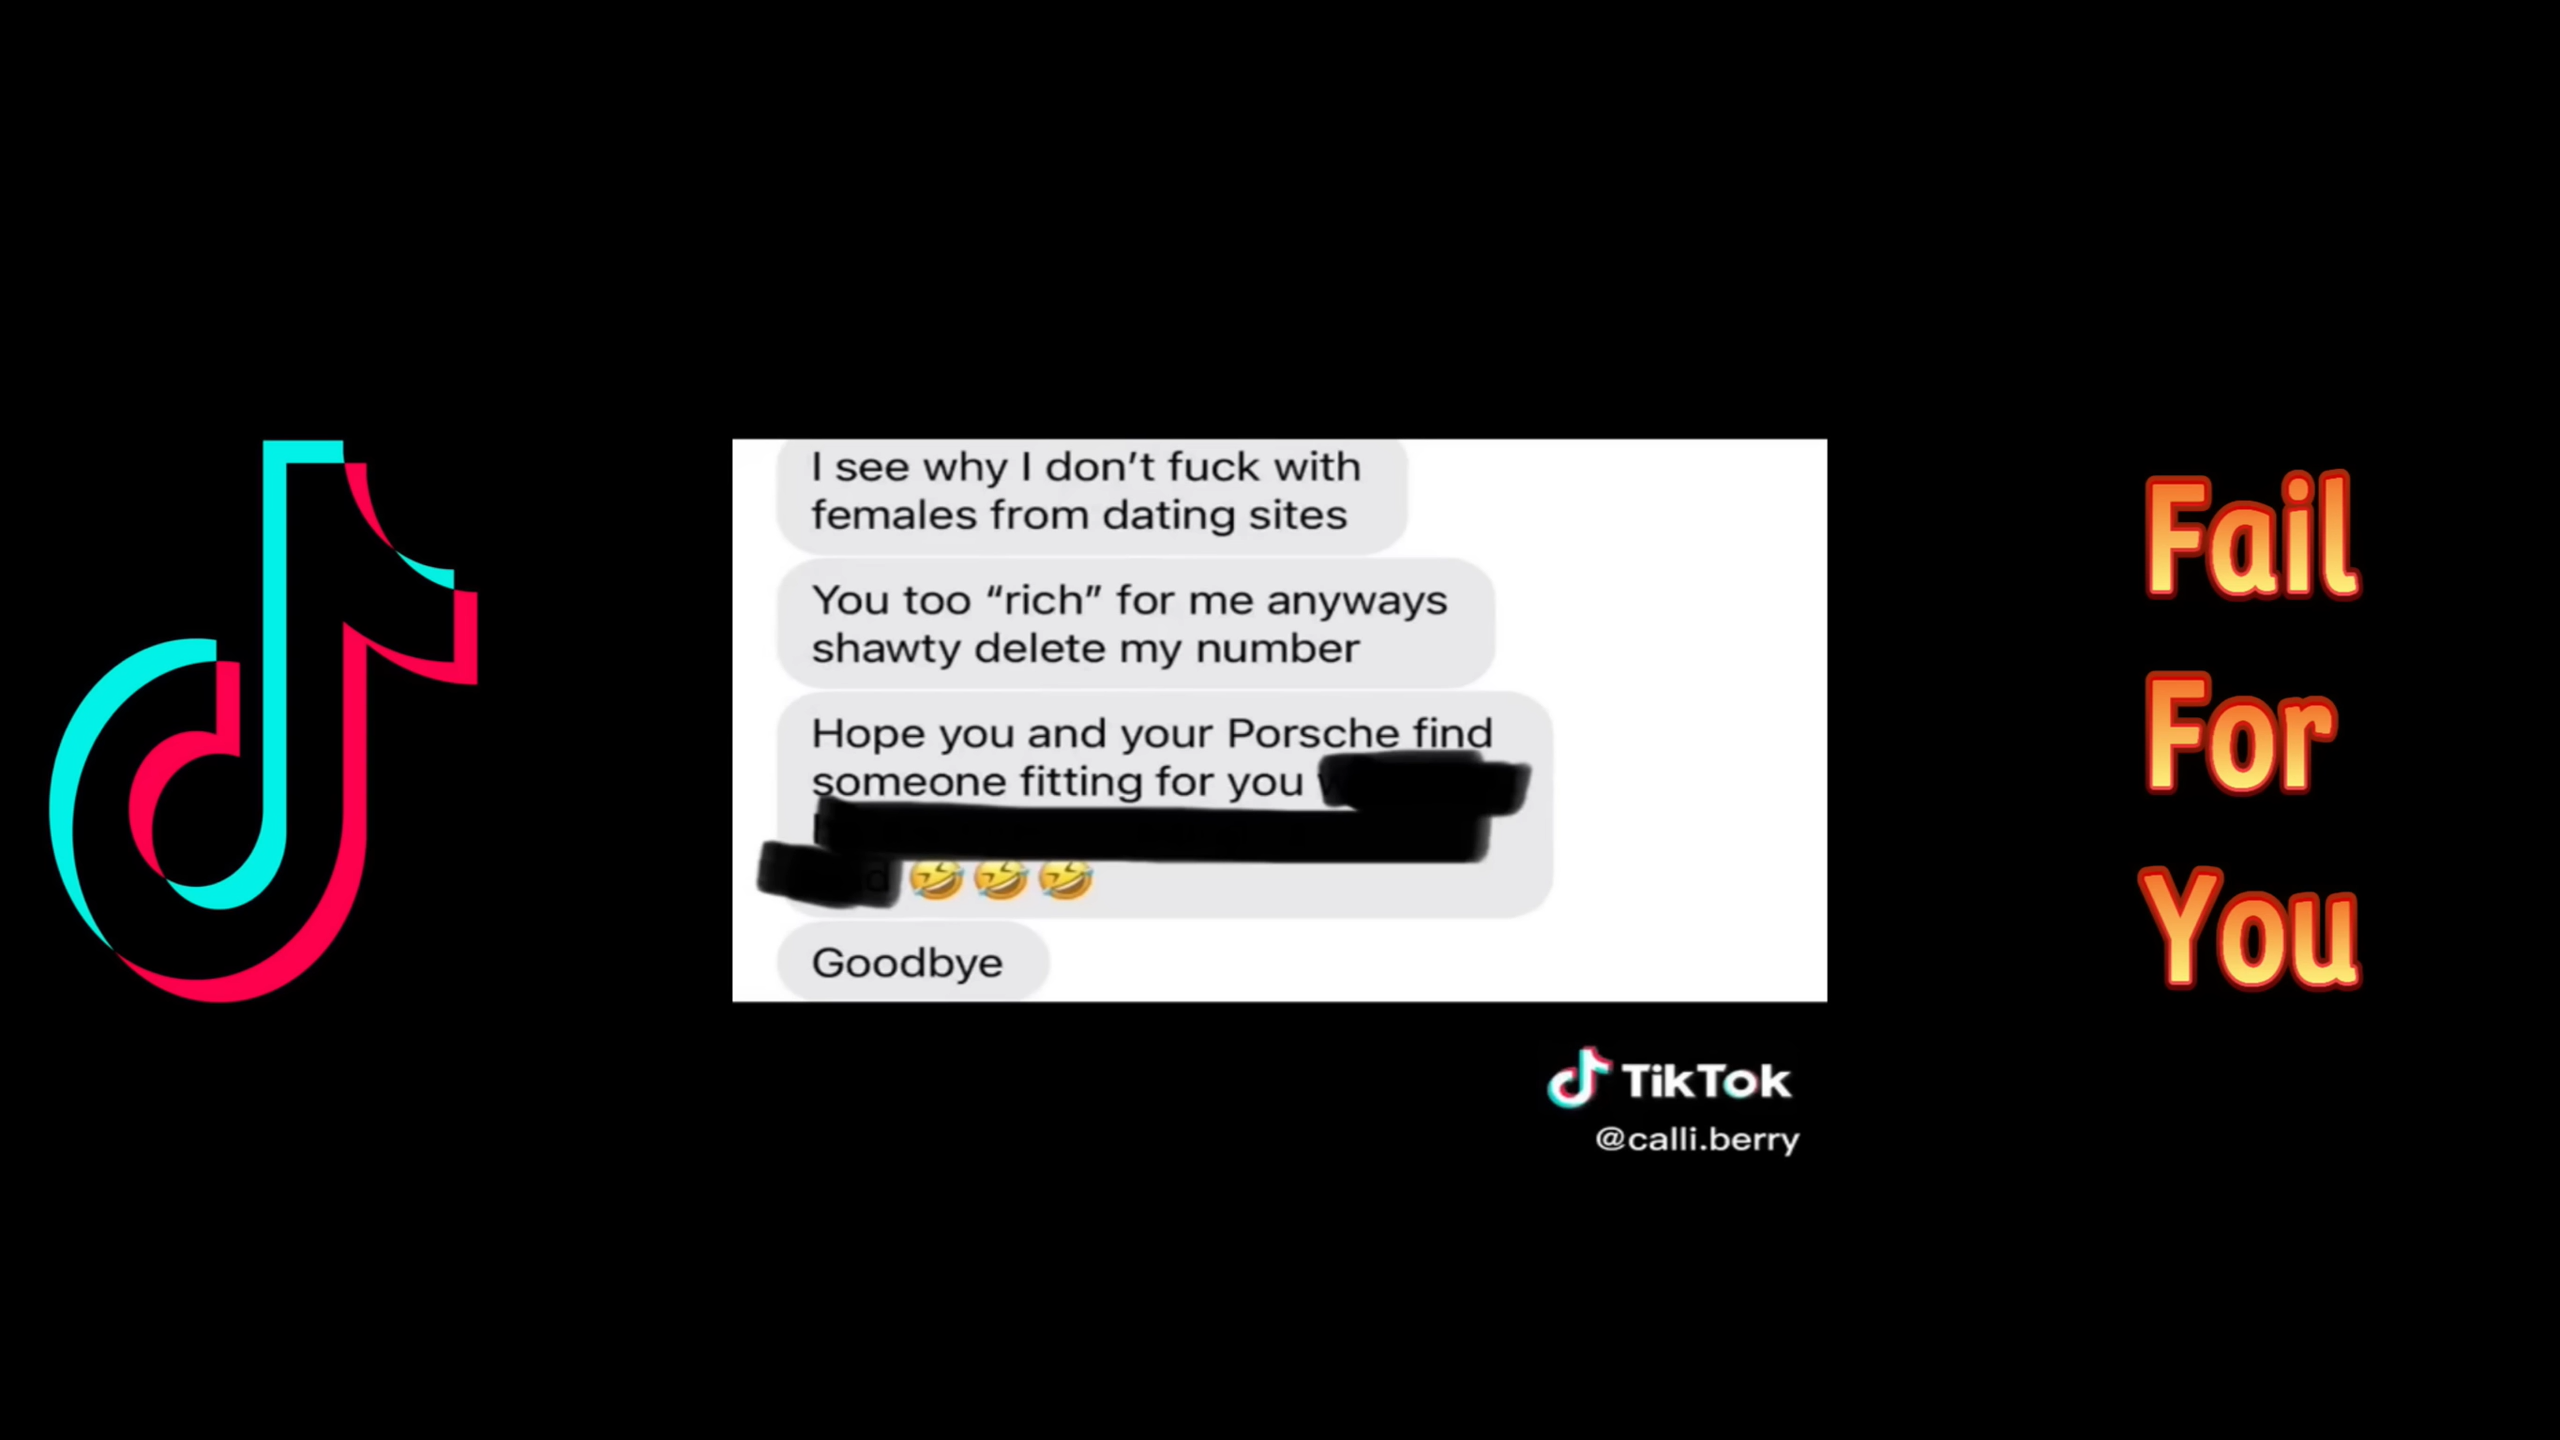 I see why I don't fuck with
females from dating sites
You too “rich” for me anyways
shawty delete my number
Hope you and your Porsche find
someone fitting for you
🤣🤣🤣
Goodbye
Fail
For
You
TikTok
@calli.berry